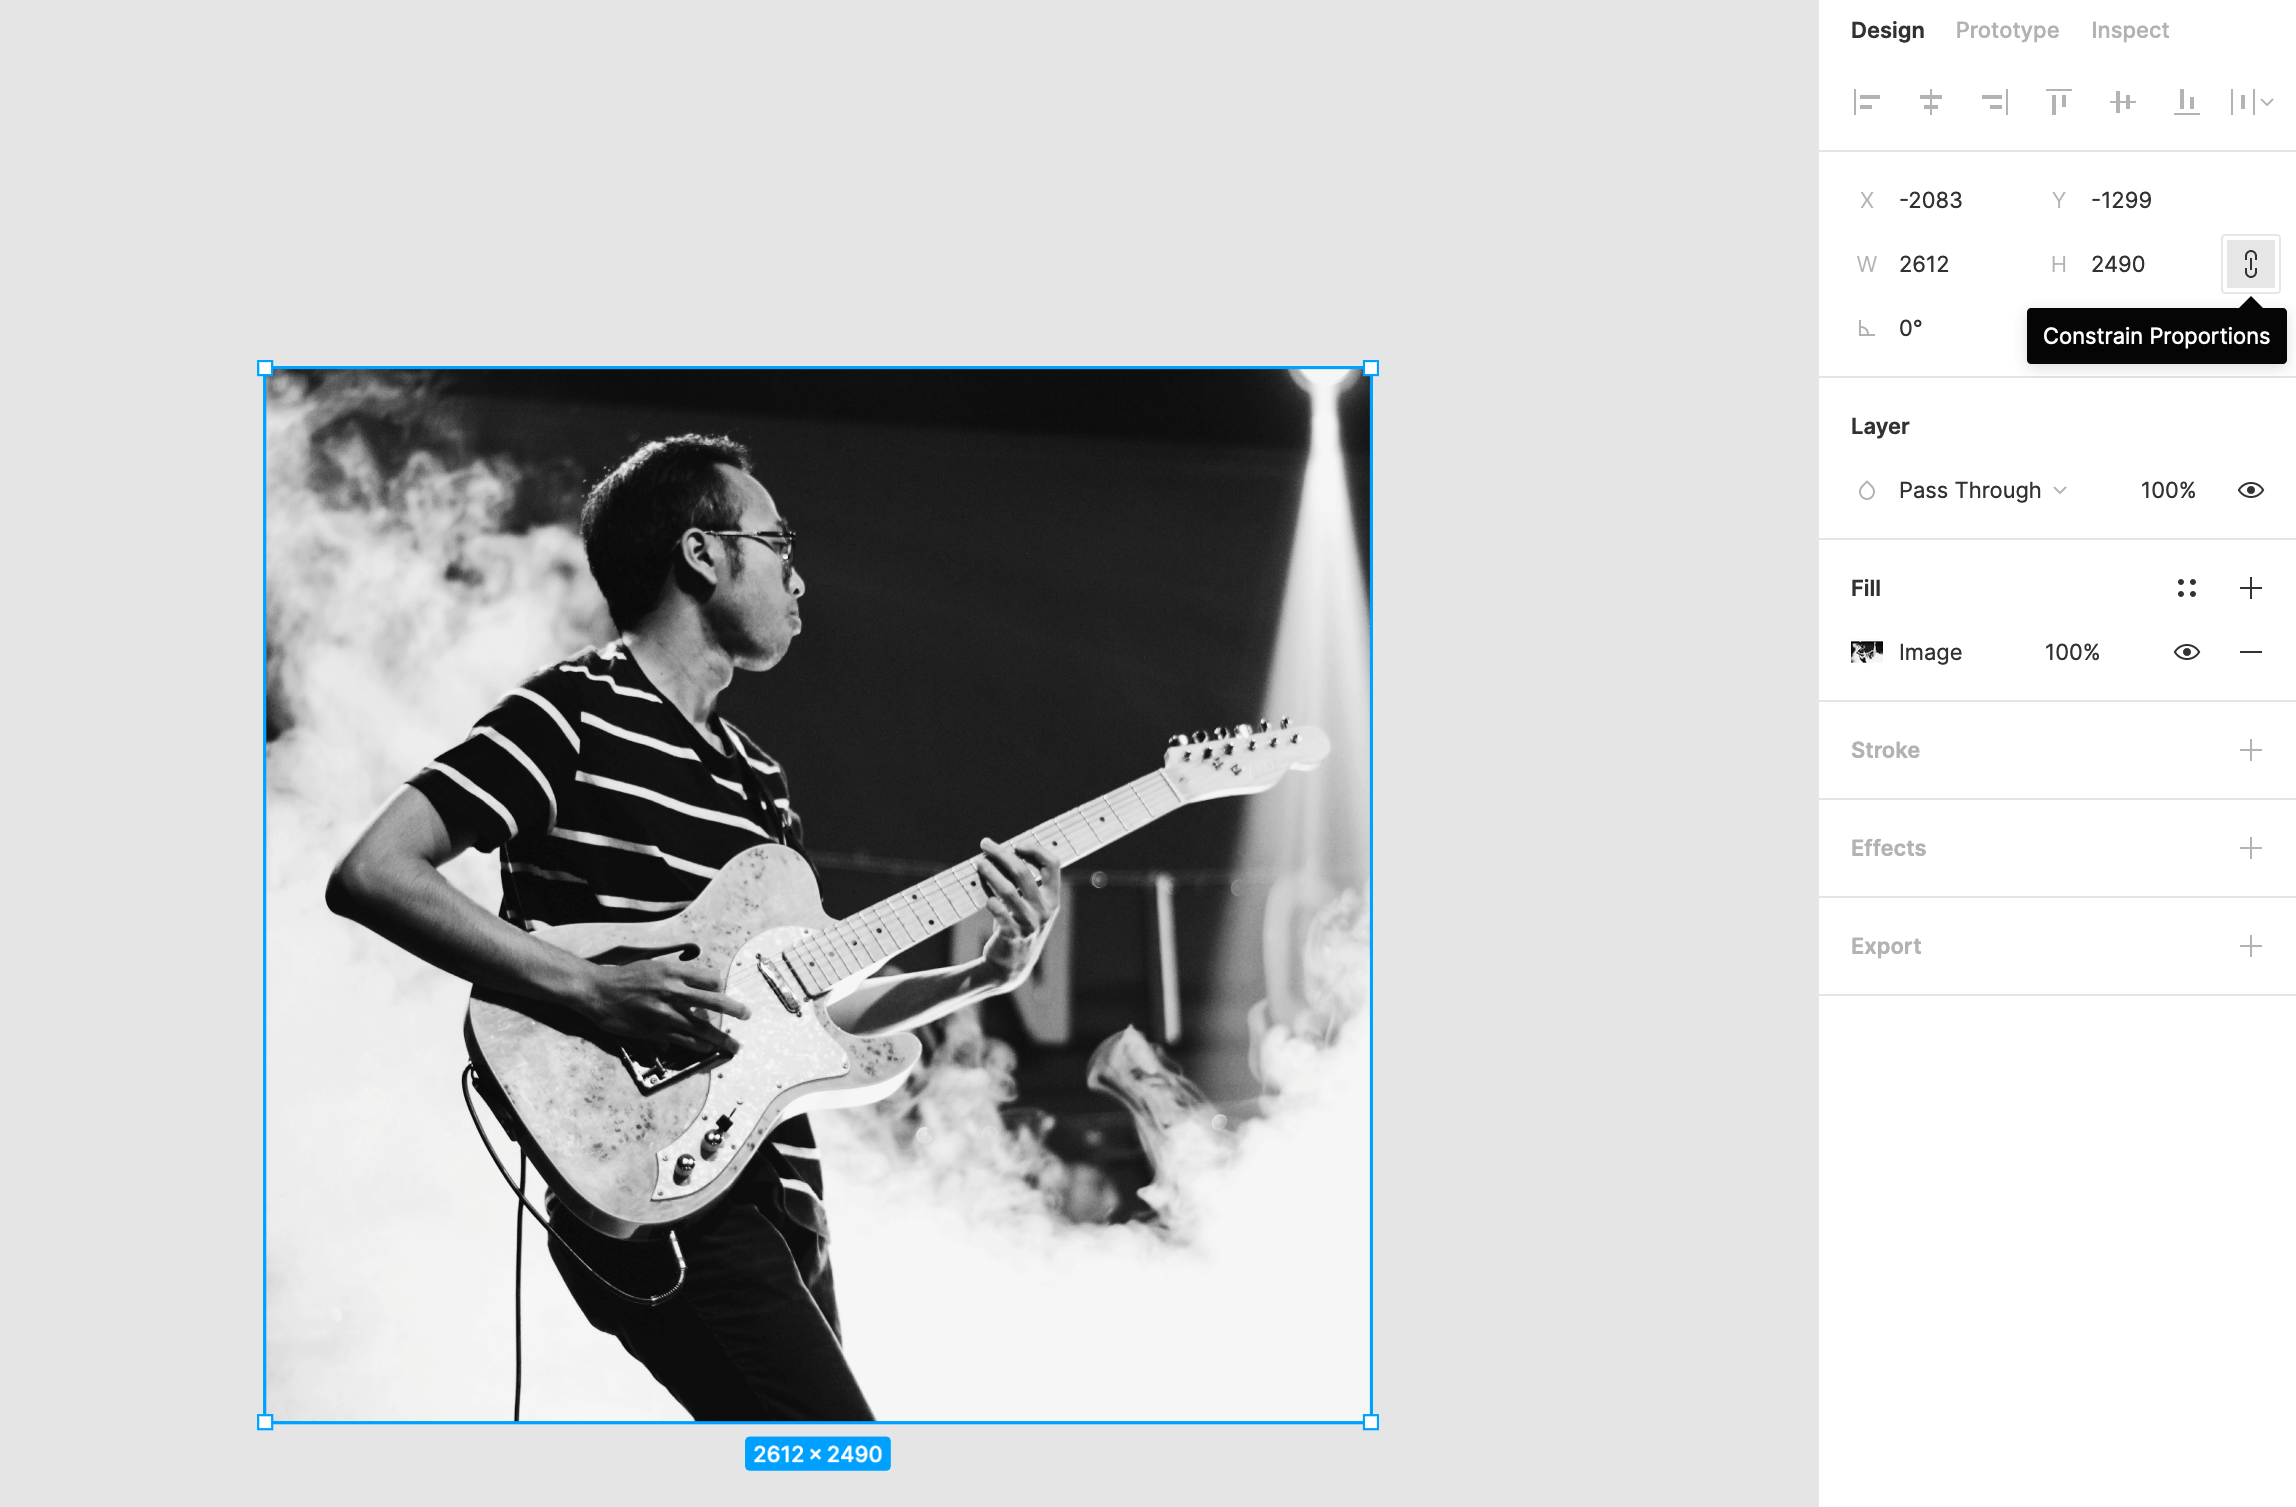 Design Prototype Inspect
X -2083 Y -1299
W 2612 H 2490
0°
Constrain Proportions
Layer
Pass Through 100%
Fill
Image 100%
Stroke
Effects
Export
2612 × 2490